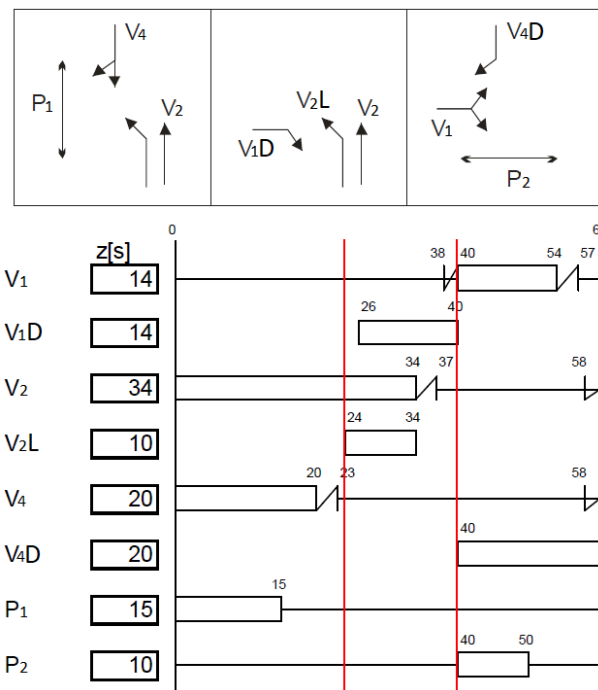 V4
P1
V2
V2L V2
V1D
V4D
V1
P2
0 6
z[s]
V1 14 38 40 54 57
V1D 14 26 40
V2 34 34 37 58
V2L 10 24 34
V4 20 20 23 58
V4D 20 40
P1 15 15
P2 10 40 50